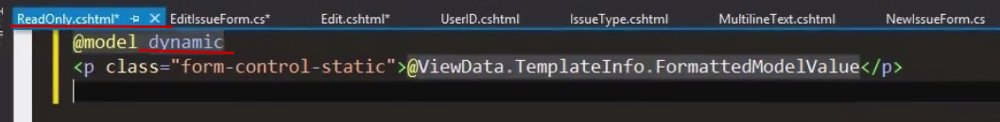 ReadOnly.cshtml* EditIssueForm.cs* Edit.cshtml* UserID.cshtml IssueType.cshtml MultilineText.cshtml NewIssueForm.cs
@model dynamic
<p class="form-control-static">@ViewData.TemplateInfo.FormattedModelValue</p>